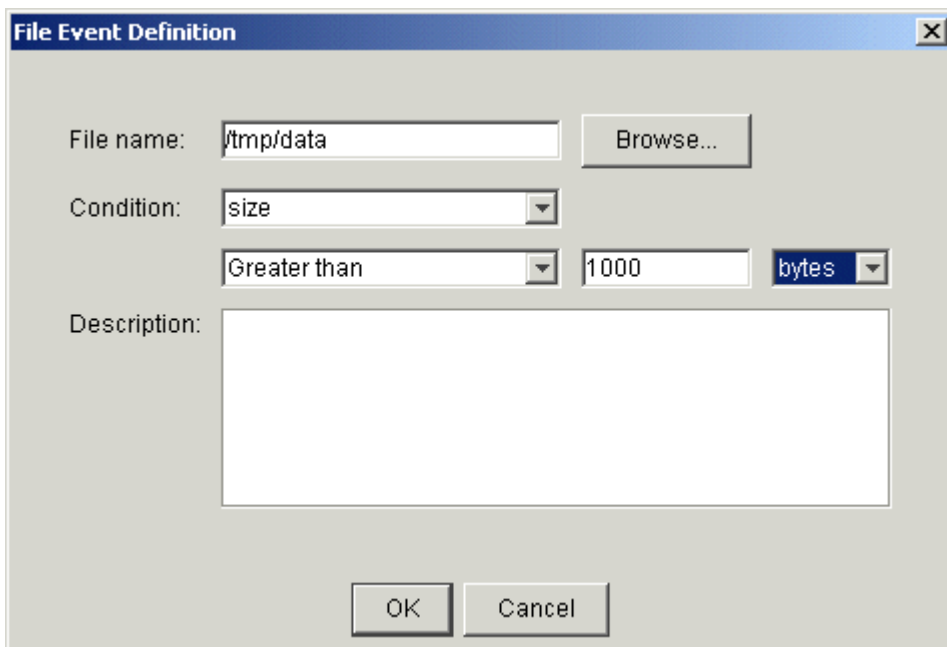 File Event Definition
File name: /tmp/data Browse...
Condition: size
Greater than 1000 bytes
Description:
OK Cancel